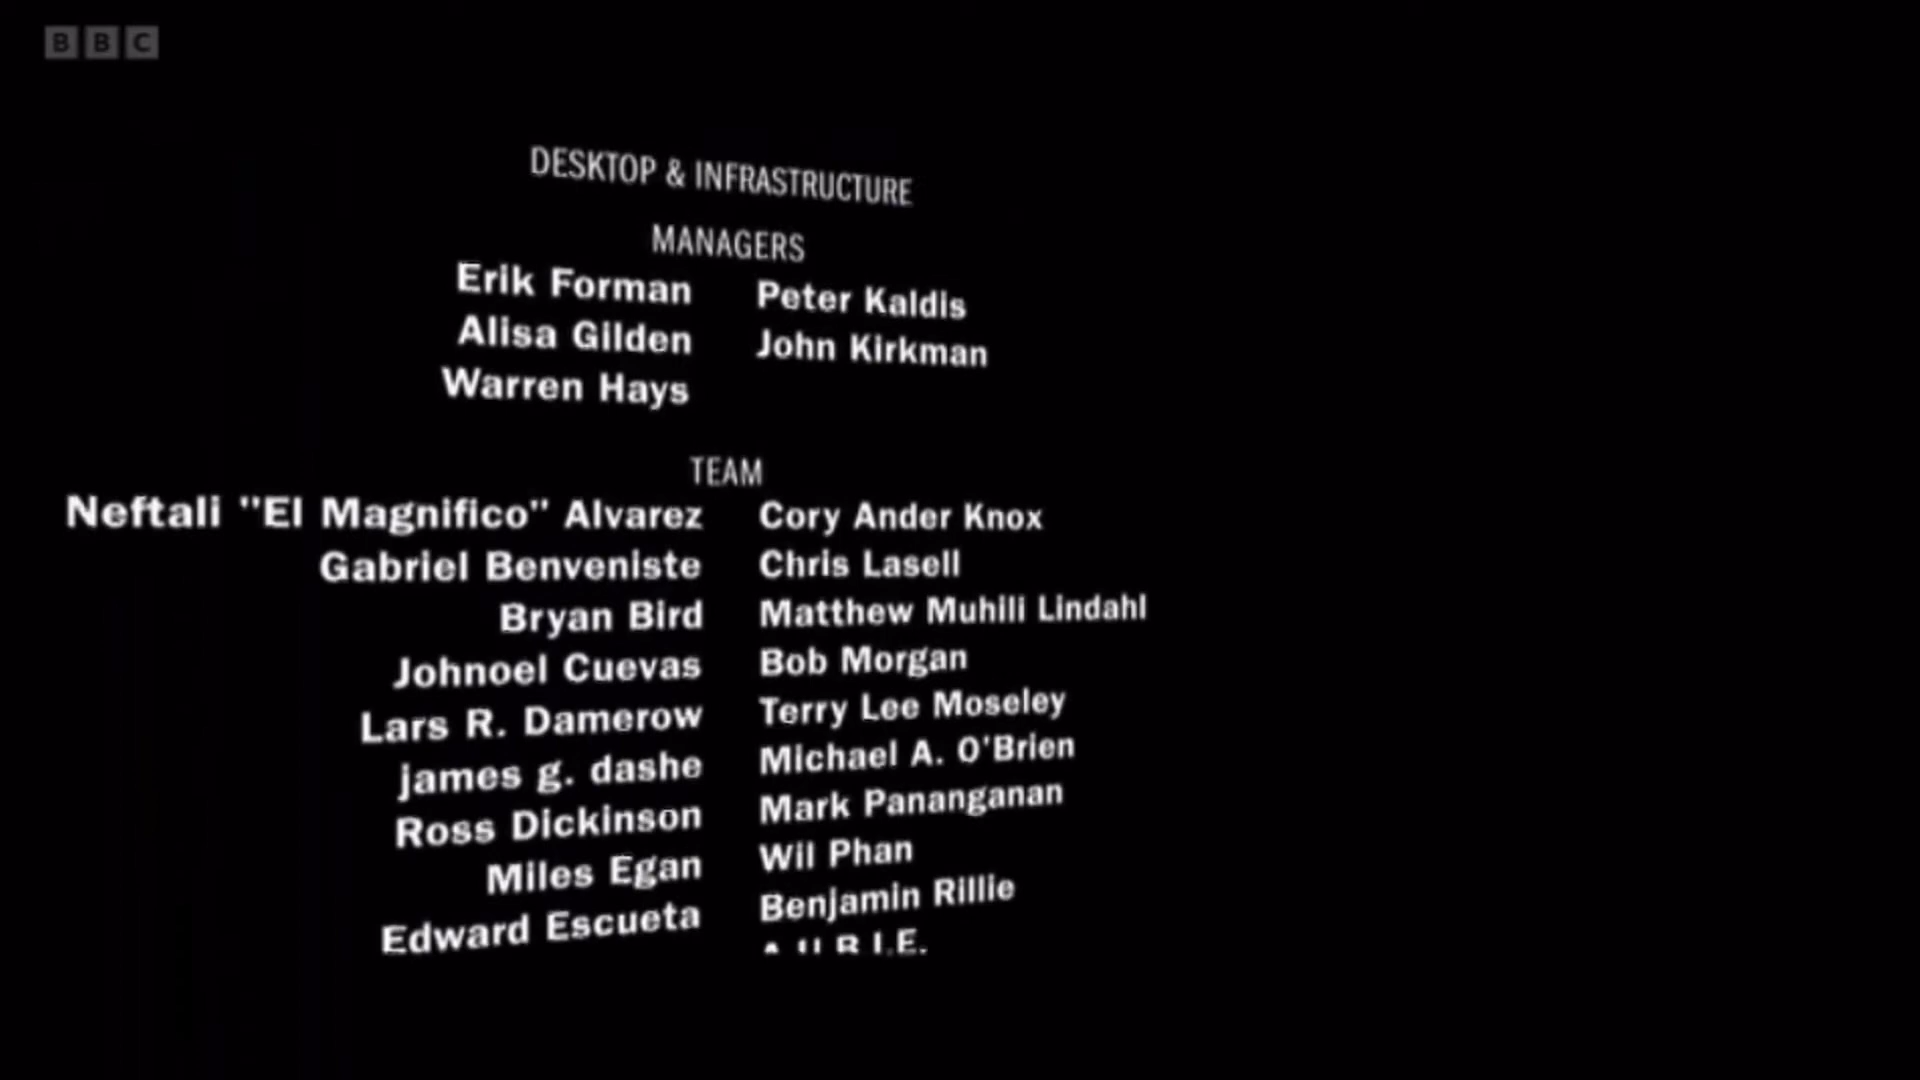 BBC
DESKTOP & INFRASTRUCTURE
MANAGERS
Erik Forman Peter Kaldis
Alisa Gilden John Kirkman
Warren Hays
TEAM
Neftali "El Magnifico" Alvarez Cory Ander Knox
Gabriel Benveniste Chris Lasell
Bryan Bird Matthew Muhili Lindahl
Johnoel Cuevas Bob Morgan
Lars R. Damerow Terry Lee Moseley
james g. dashe Michael A. O'Brien
Ross Dickinson Mark Pananganan
Miles Egan Wil Phan
Edward Escueta Benjamin Rillie